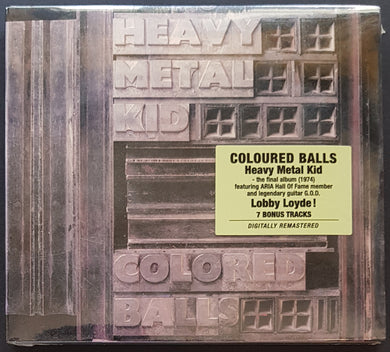 HEAVY
METAL
KID
COLOURED BALLS
Heavy Metal Kid
- the final album (1974)
featuring ARIA Hall Of Fame member
and legendary guitar G.O.D.
Lobby Loyde!
7 BONUS TRACKS
DIGITALLY REMASTERED
COLORED
BALLS